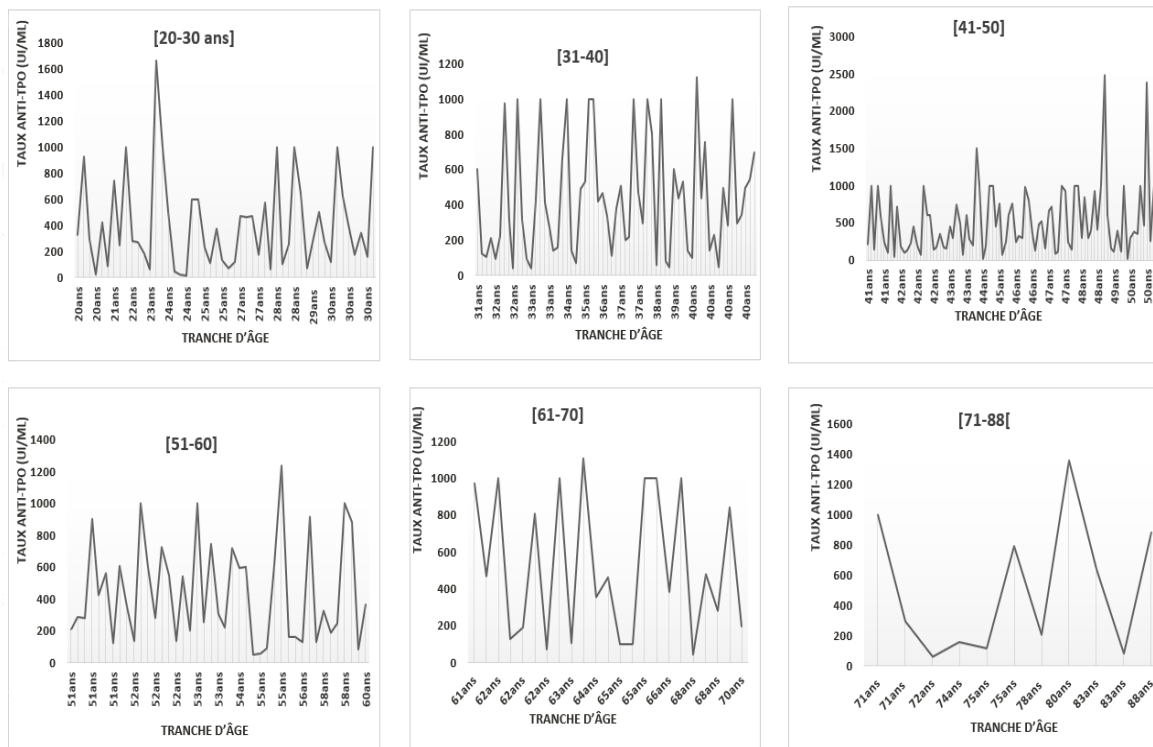 [20-30 ans]
TAUX ANTI-TPO (UI/ML)
1800
1600
1400
1200
1000
800
600
400
200
0
20ans
20ans
21ans
22ans
23ans
24ans
24ans
25ans
25ans
27ans
27ans
28ans
28ans
29ans
30ans
30ans
30ans
TRANCHE D'ÂGE
[31-40]
TAUX ANTI-TPO (UI/ML)
1200
1000
800
600
400
200
0
31ans
32ans
32ans
33ans
33ans
34ans
35ans
36ans
37ans
37ans
38ans
39ans
40ans
40ans
40ans
TRANCHE D'ÂGE
[41-50]
TAUX ANTI-TPO (UI/ML)
3000
2500
2000
1500
1000
500
0
41ans
41ans
42ans
42ans
43ans
43ans
44ans
45ans
46ans
46ans
47ans
47ans
48ans
48ans
49ans
50ans
50ans
TRANCHE D'ÂGE
[51-60]
TAUX ANTI-TPO (UI/ML)
1400
1200
1000
800
600
400
200
0
51ans
51ans
51ans
52ans
52ans
52ans
53ans
53ans
54ans
55ans
55ans
56ans
58ans
58ans
60ans
TRANCHE D'ÂGE
[61-70]
TAUX ANTI-TPO (UI/ML)
1200
1000
800
600
400
200
0
61ans
62ans
62ans
62ans
63ans
64ans
65ans
65ans
66ans
68ans
68ans
70ans
TRANCHE D'ÂGE
[71-88[
TAUX ANTI-TPO (UI/ML)
1600
1400
1200
1000
800
600
400
200
0
71ans
71ans
72ans
74ans
75ans
75ans
78ans
80ans
83ans
83ans
88ans
TRANCHE D'ÂGE